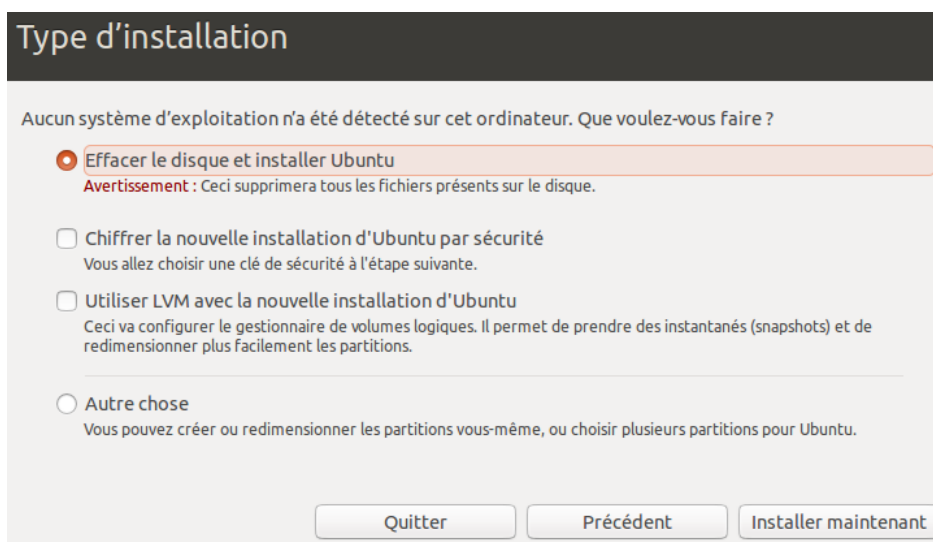 Type d’installation
Aucun système d’exploitation n’a été détecté sur cet ordinateur. Que voulez-vous faire ?
Effacer le disque et installer Ubuntu
Avertissement : Ceci supprimera tous les fichiers présents sur le disque.
Chiffrer la nouvelle installation d'Ubuntu par sécurité
Vous allez choisir une clé de sécurité à l'étape suivante.
Utiliser LVM avec la nouvelle installation d'Ubuntu
Ceci va configurer le gestionnaire de volumes logiques. Il permet de prendre des instantanés (snapshots) et de
redimensionner plus facilement les partitions.
Autre chose
Vous pouvez créer ou redimensionner les partitions vous-même, ou choisir plusieurs partitions pour Ubuntu.
Quitter Précédent Installer maintenant